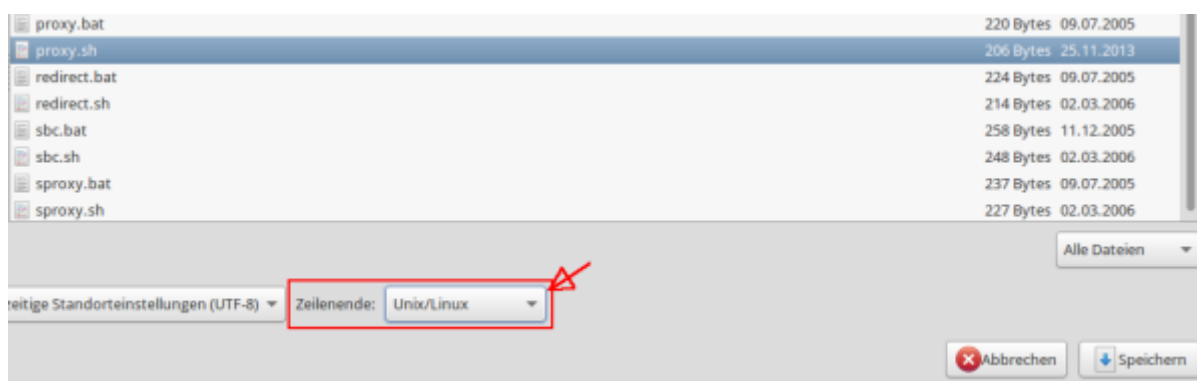 proxy.bat 220 Bytes 09.07.2005
proxy.sh 206 Bytes 25.11.2013
redirect.bat 224 Bytes 09.07.2005
redirect.sh 214 Bytes 02.03.2006
sbc.bat 258 Bytes 11.12.2005
sbc.sh 248 Bytes 02.03.2006
sproxy.bat 237 Bytes 09.07.2005
sproxy.sh 227 Bytes 02.03.2006
Alle Dateien
zeitige Standorteinstellungen (UTF-8) Zeilenende: Unix/Linux
Abbrechen Speichern